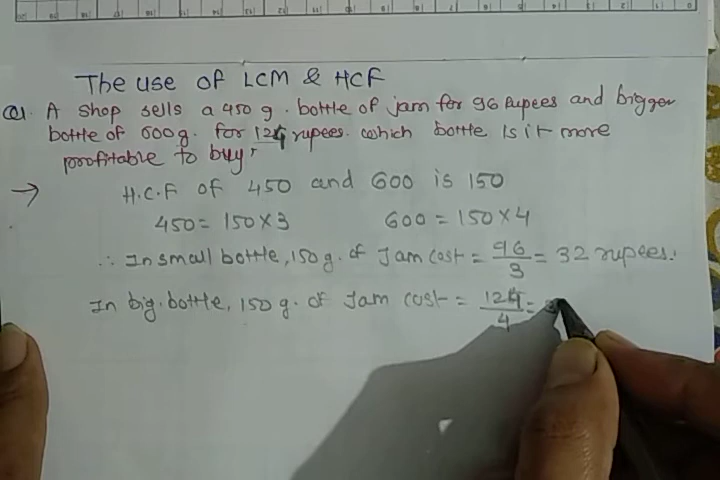 The use of LCM & HCF
Q1. A shop sells a 450 g. bottle of jam for 96 Rupees and bigger
bottle of 600 g. for 124 rupees. Which bottle Is it more
profitable to buy?
→ H.C.F of 450 and 600 is 150
450 = 150 × 3 600 = 150 × 4
∴ In small bottle, 150 g. of Jam cost = 96/3 = 32 rupees.
In big. bottle, 150 g. of Jam cost = 124/4 = 3